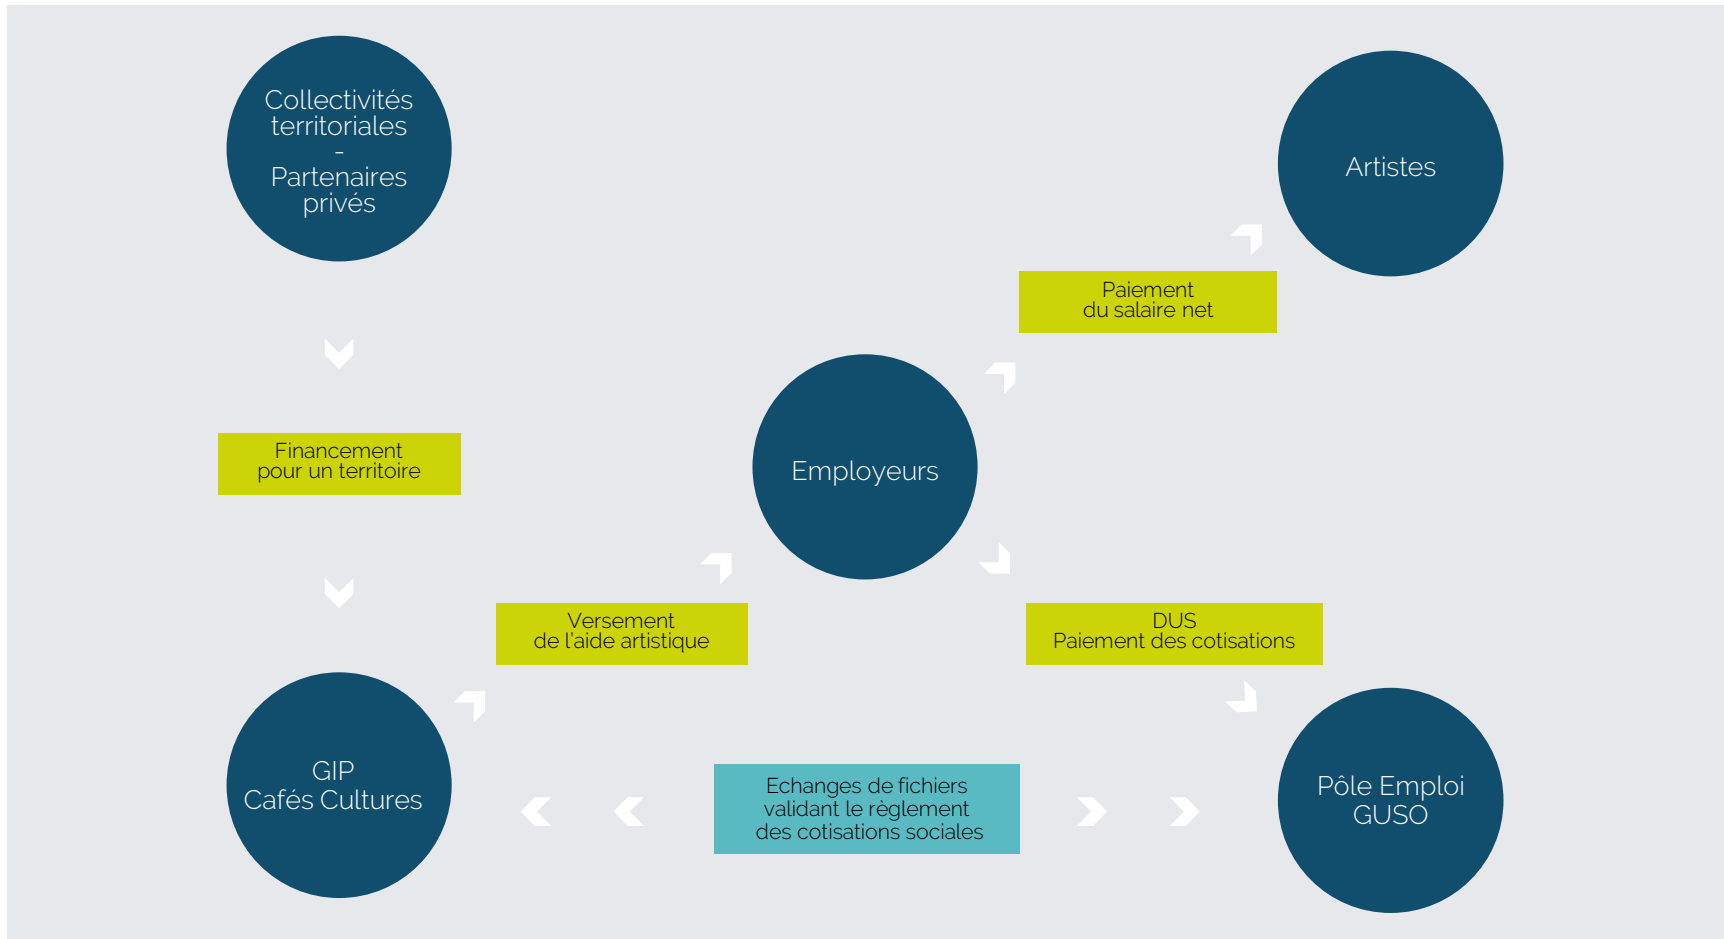 Collectivités
territoriales
-
Partenaires
privés
Artistes
Paiement
du salaire net
Financement
pour un territoire
Employeurs
Versement
de l'aide artistique
DUS
Paiement des cotisations
GIP
Cafés Cultures
Echanges de fichiers
validant le règlement
des cotisations sociales
Pôle Emploi
GUSO